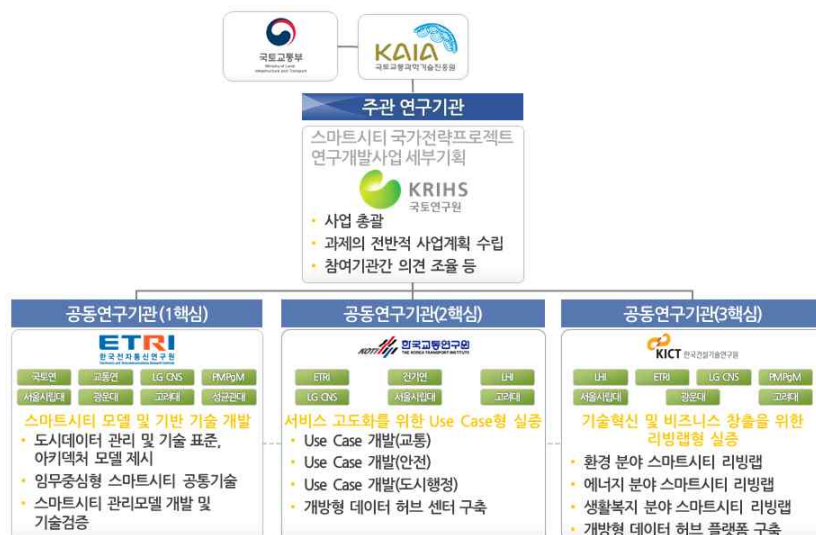 국토교통부
Ministry of Land,
Infrastructure and Transport
KAIA
국토교통과학기술진흥원
주관 연구기관
스마트시티 국가전략프로젝트
연구개발사업 세부기획
KRIHS
국토연구원
• 사업 총괄
• 과제의 전반적 사업계획 수립
• 참여기관간 의견 조율 등
공동연구기관(1핵심)
ETRI
한국전자통신연구원
국토연 교통연 LG CNS PMPgM
서울시립대 광운대 고려대 성균관대
스마트시티 모델 및 기반 기술 개발
• 도시데이터 관리 및 기술 표준,
아키덱처 모델 제시
• 임무중심형 스마트시티 공통기술
• 스마트시티 관리모델 개발 및
기술검증
공동연구기관(2핵심)
KOTI 한국교통연구원
THE KOREA TRANSPORT INSTITUTE
ETRI 건기연 LHI
LG CNS 서울시립대 고려대
서비스 고도화를 위한 Use Case형 실증
• Use Case 개발(교통)
• Use Case 개발(안전)
• Use Case 개발(도시행정)
• 개방형 데이터 허브 센터 구축
공동연구기관(3핵심)
KICT 한국건설기술연구원
LHI ETRI LG CNS PMPgM
서울시립대 광운대 고려대
기술혁신 및 비즈니스 창출을 위한
리빙랩형 실증
• 환경 분야 스마트시티 리빙랩
• 에너지 분야 스마트시티 리빙랩
• 생활복지 분야 스마트시티 리빙랩
• 개방형 데이터 허브 플랫폼 구축